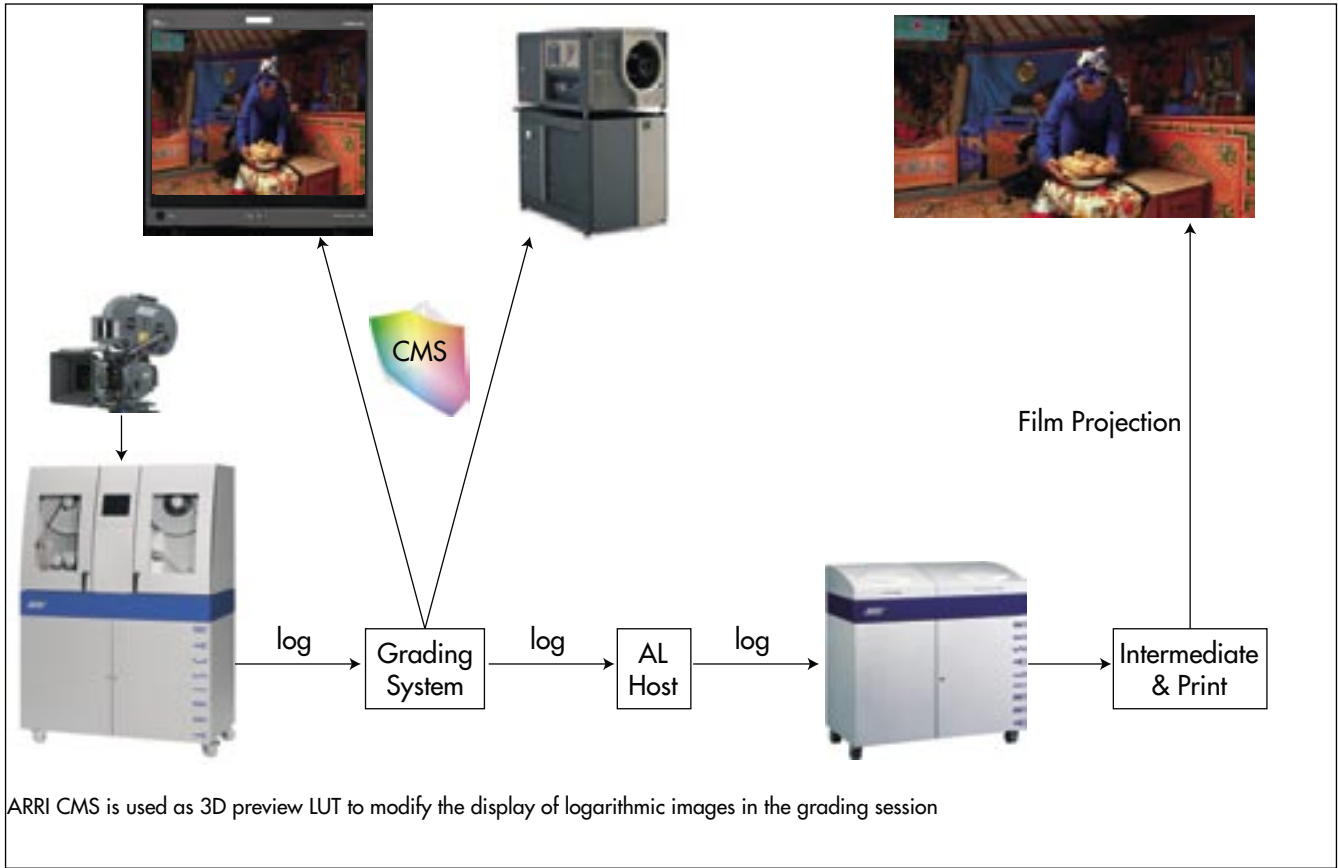 CMS
Film Projection
log
Grading
System
log
AL
Host
log
Intermediate
& Print
ARRI CMS is used as 3D preview LUT to modify the display of logarithmic images in the grading session